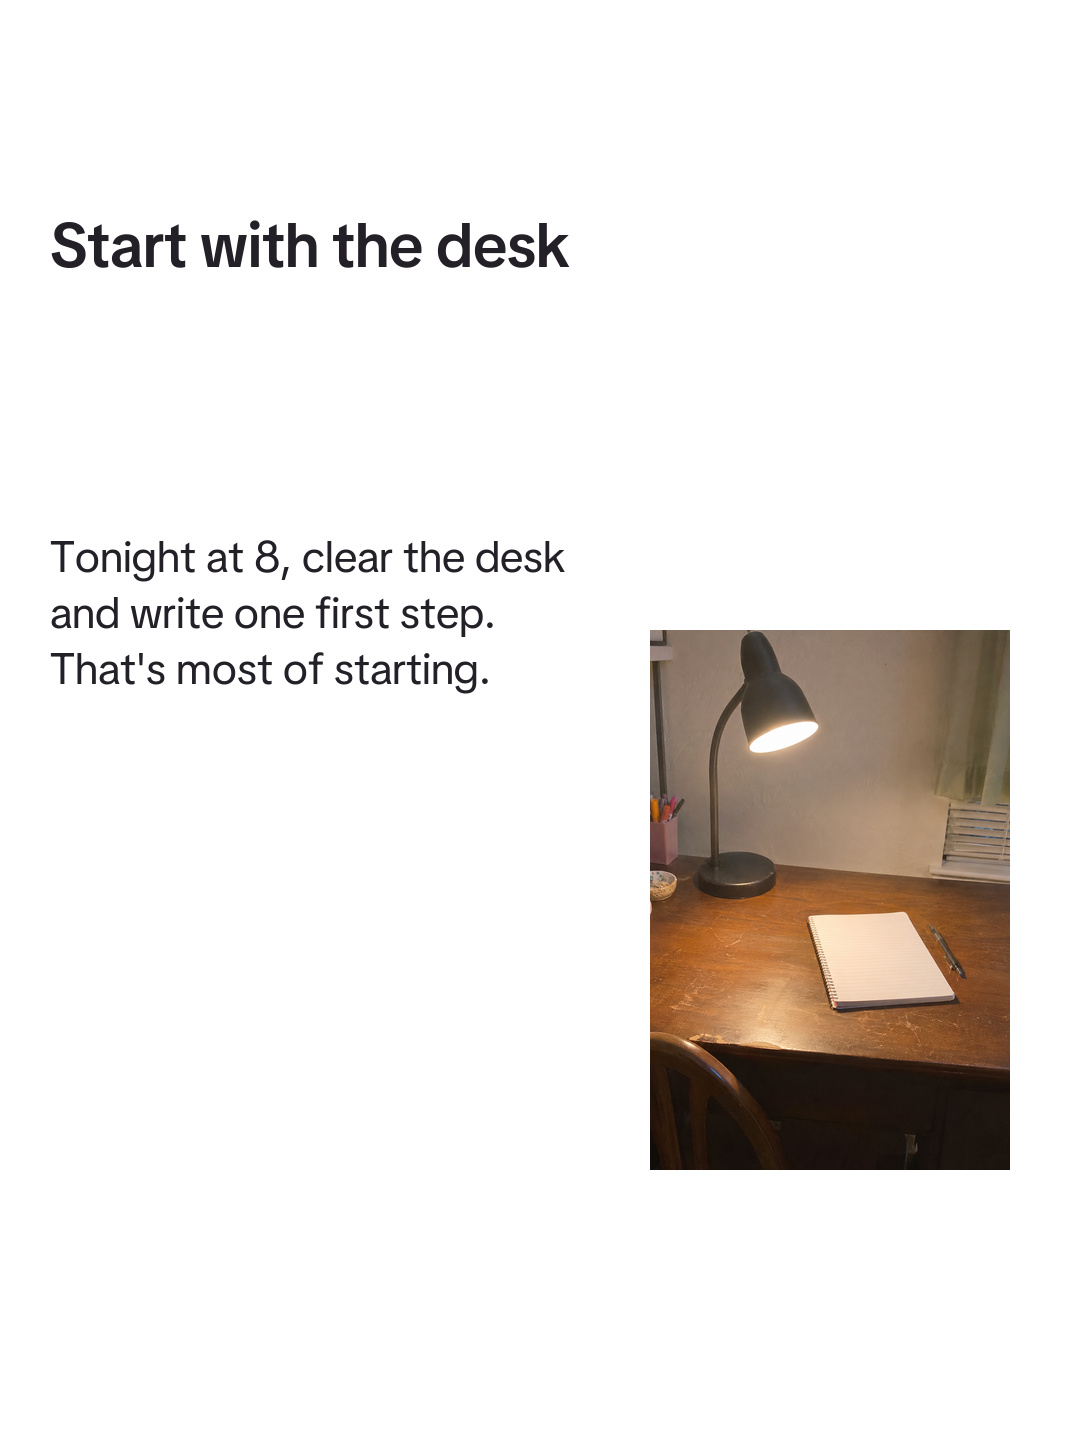 Start with the desk
Tonight at 8, clear the desk
and write one first step.
That's most of starting.